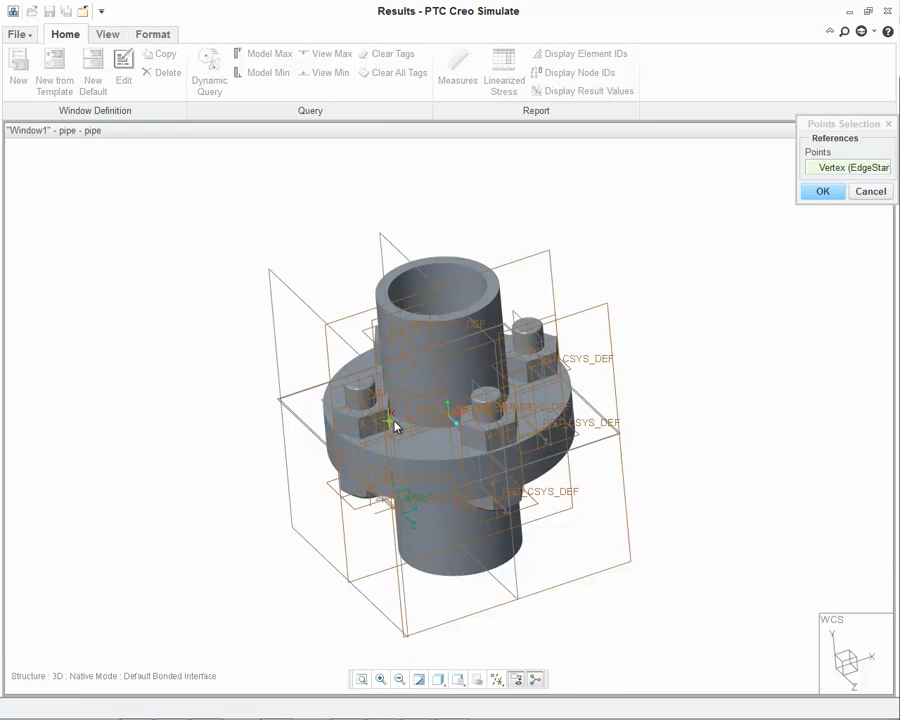 Results - PTC Creo Simulate
File
Home
View
Format
New
New from
Template
New
Default
Edit
Copy
Delete
Dynamic
Query
Model Max
View Max
Clear Tags
Model Min
View Min
Clear All Tags
Measures
Linearized
Stress
Display Element IDs
Display Node IDs
Display Result Values
Window Definition
Query
Report
"Window1" - pipe - pipe
Points Selection
References
Points
Vertex (EdgeStar
OK
Cancel
CSYS_DEF
CSYS_DEF
CSYS_DEF
Z
Structure : 3D : Native Mode : Default Bonded Interface
WCS
Y
X
Z